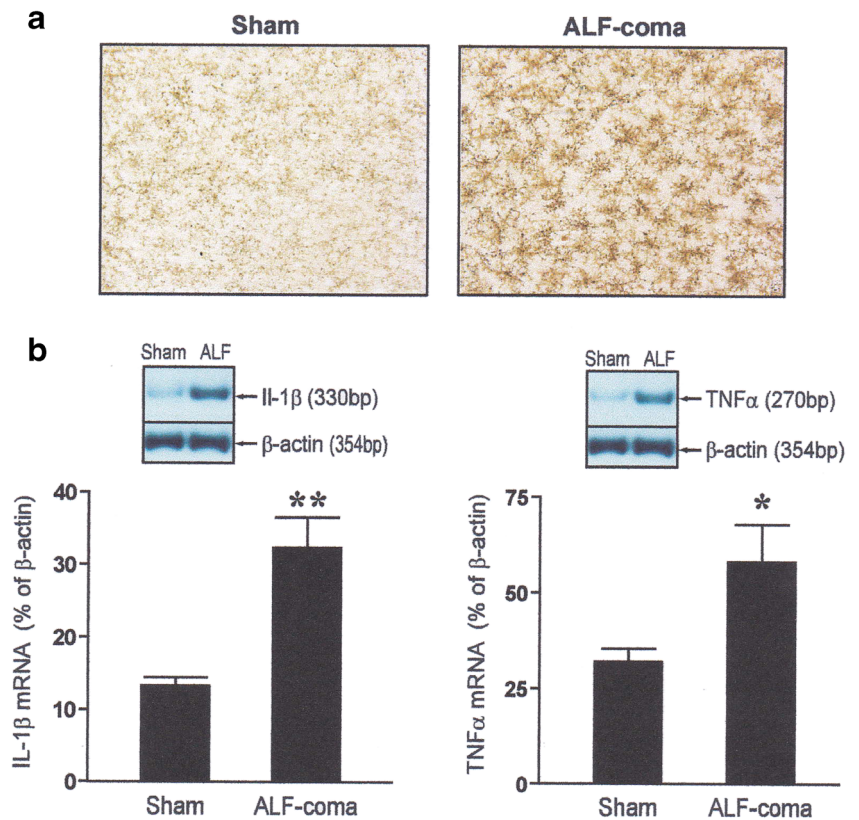 a
Sham
ALF-coma
b
Sham ALF
Il-1β (330bp)
β-actin (354bp)
IL-1β mRNA (% of β-actin)
40
30
20
10
0
**
Sham
ALF-coma
Sham ALF
TNFα (270bp)
β-actin (354bp)
TNFα mRNA (% of β-actin)
75
50
25
0
*
Sham
ALF-coma